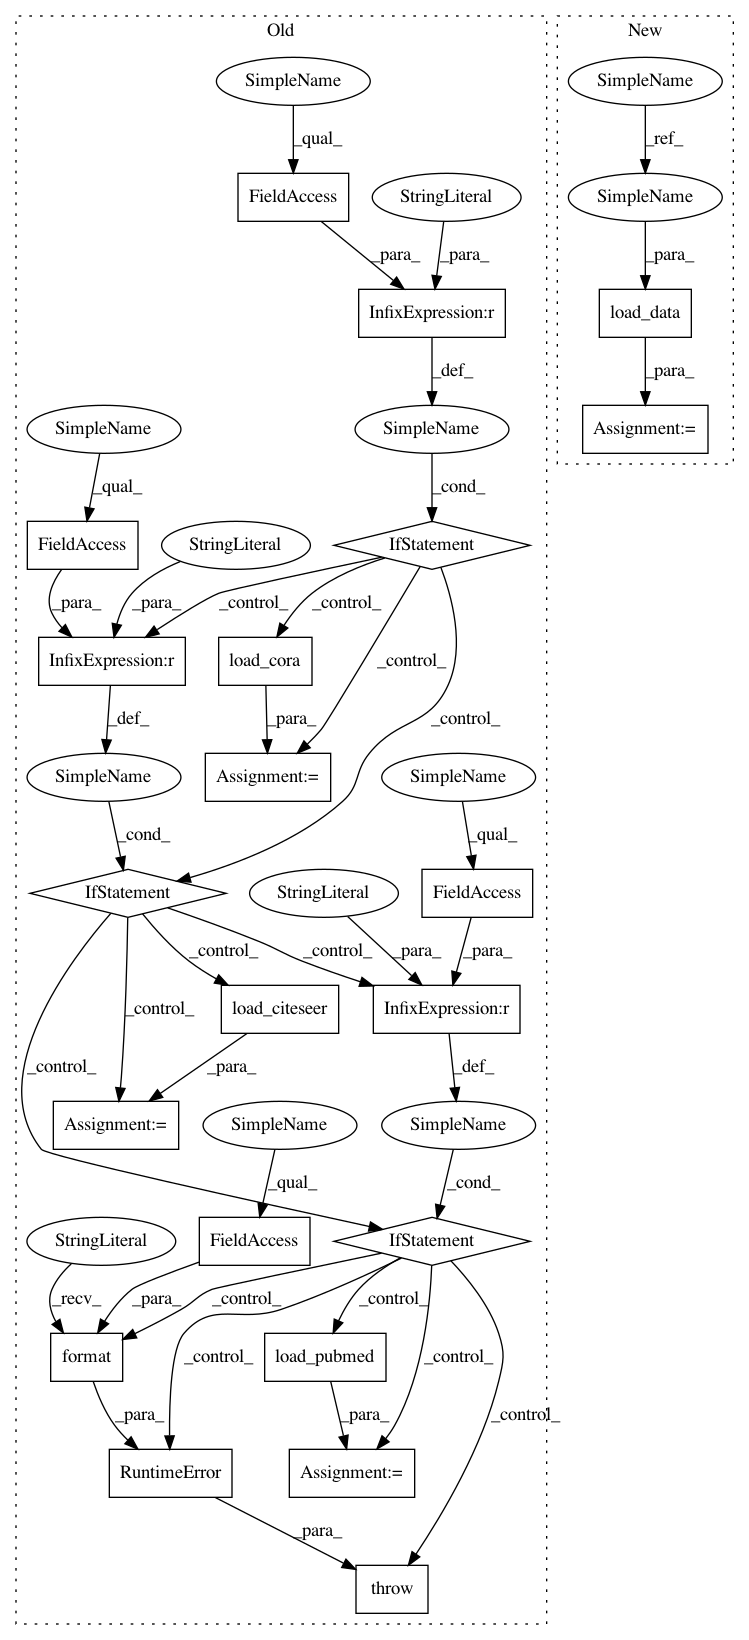 Old
New
SimpleName
SimpleName
_qual_
_ref_
FieldAccess
StringLiteral
SimpleName
_para_
_para_
_para_
InfixExpression:r
load_data
_def_
_para_
SimpleName
SimpleName
Assignment:=
_qual_
_cond_
FieldAccess
StringLiteral
IfStatement
_para_
_para_
_control_
_control_
InfixExpression:r
load_cora
_control_
_def_
_para_
_control_
SimpleName
Assignment:=
SimpleName
_cond_
_qual_
IfStatement
StringLiteral
FieldAccess
_control_
_control_
_para_
_para_
load_citeseer
InfixExpression:r
_control_
_control_
_para_
_def_
Assignment:=
SimpleName
SimpleName
_qual_
_cond_
StringLiteral
FieldAccess
IfStatement
_recv_
_para_
_control_
_control_
format
_control_
load_pubmed
_control_
_para_
_para_
_control_
RuntimeError
Assignment:=
_para_
throw